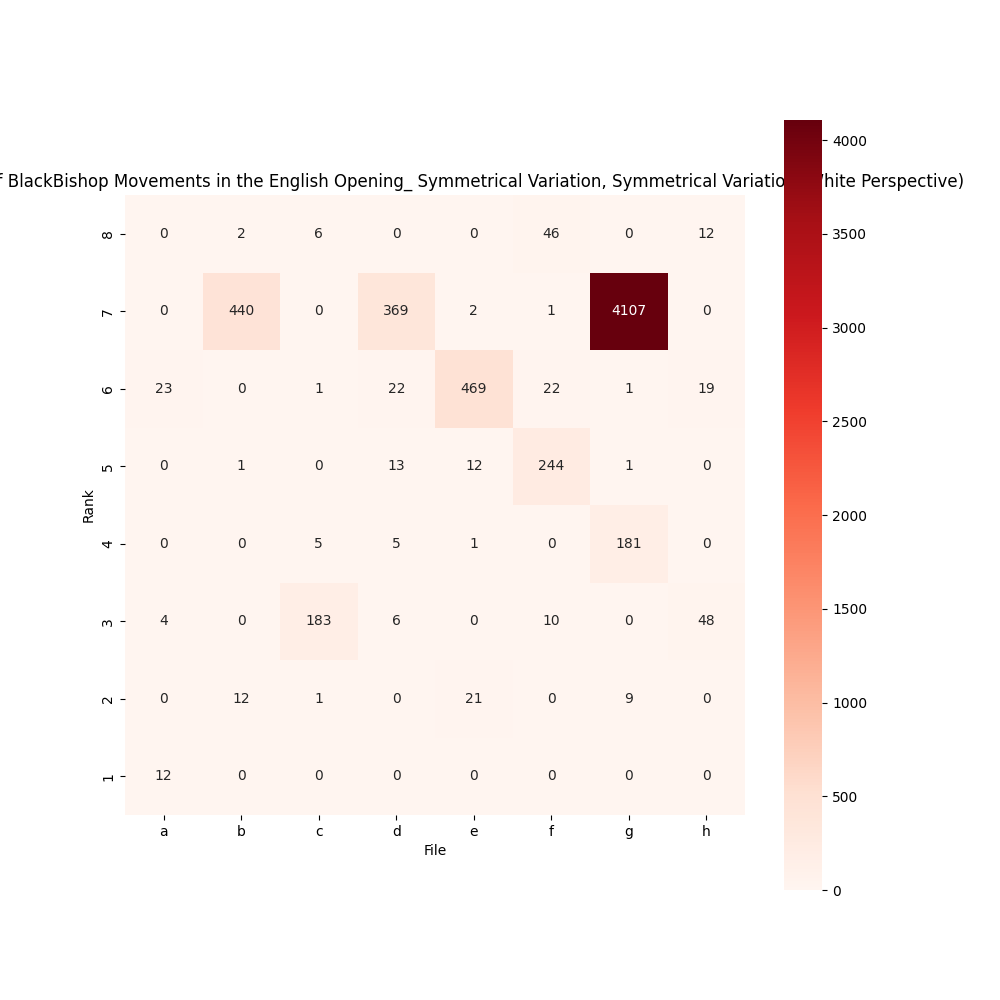 f BlackBishop Movements in the English Opening_ Symmetrical Variation, Symmetrical Variation (White Perspective)
8 0 2 6 0 0 46 0 12
7 0 440 0 369 2 1 4107 0
6 23 0 1 22 469 22 1 19
5 0 1 0 13 12 244 1 0
Rank
4 0 0 5 5 1 0 181 0
3 4 0 183 6 0 10 0 48
2 0 12 1 0 21 0 9 0
1 12 0 0 0 0 0 0 0
a b c d e f g h
File
4000
3500
3000
2500
2000
1500
1000
500
0